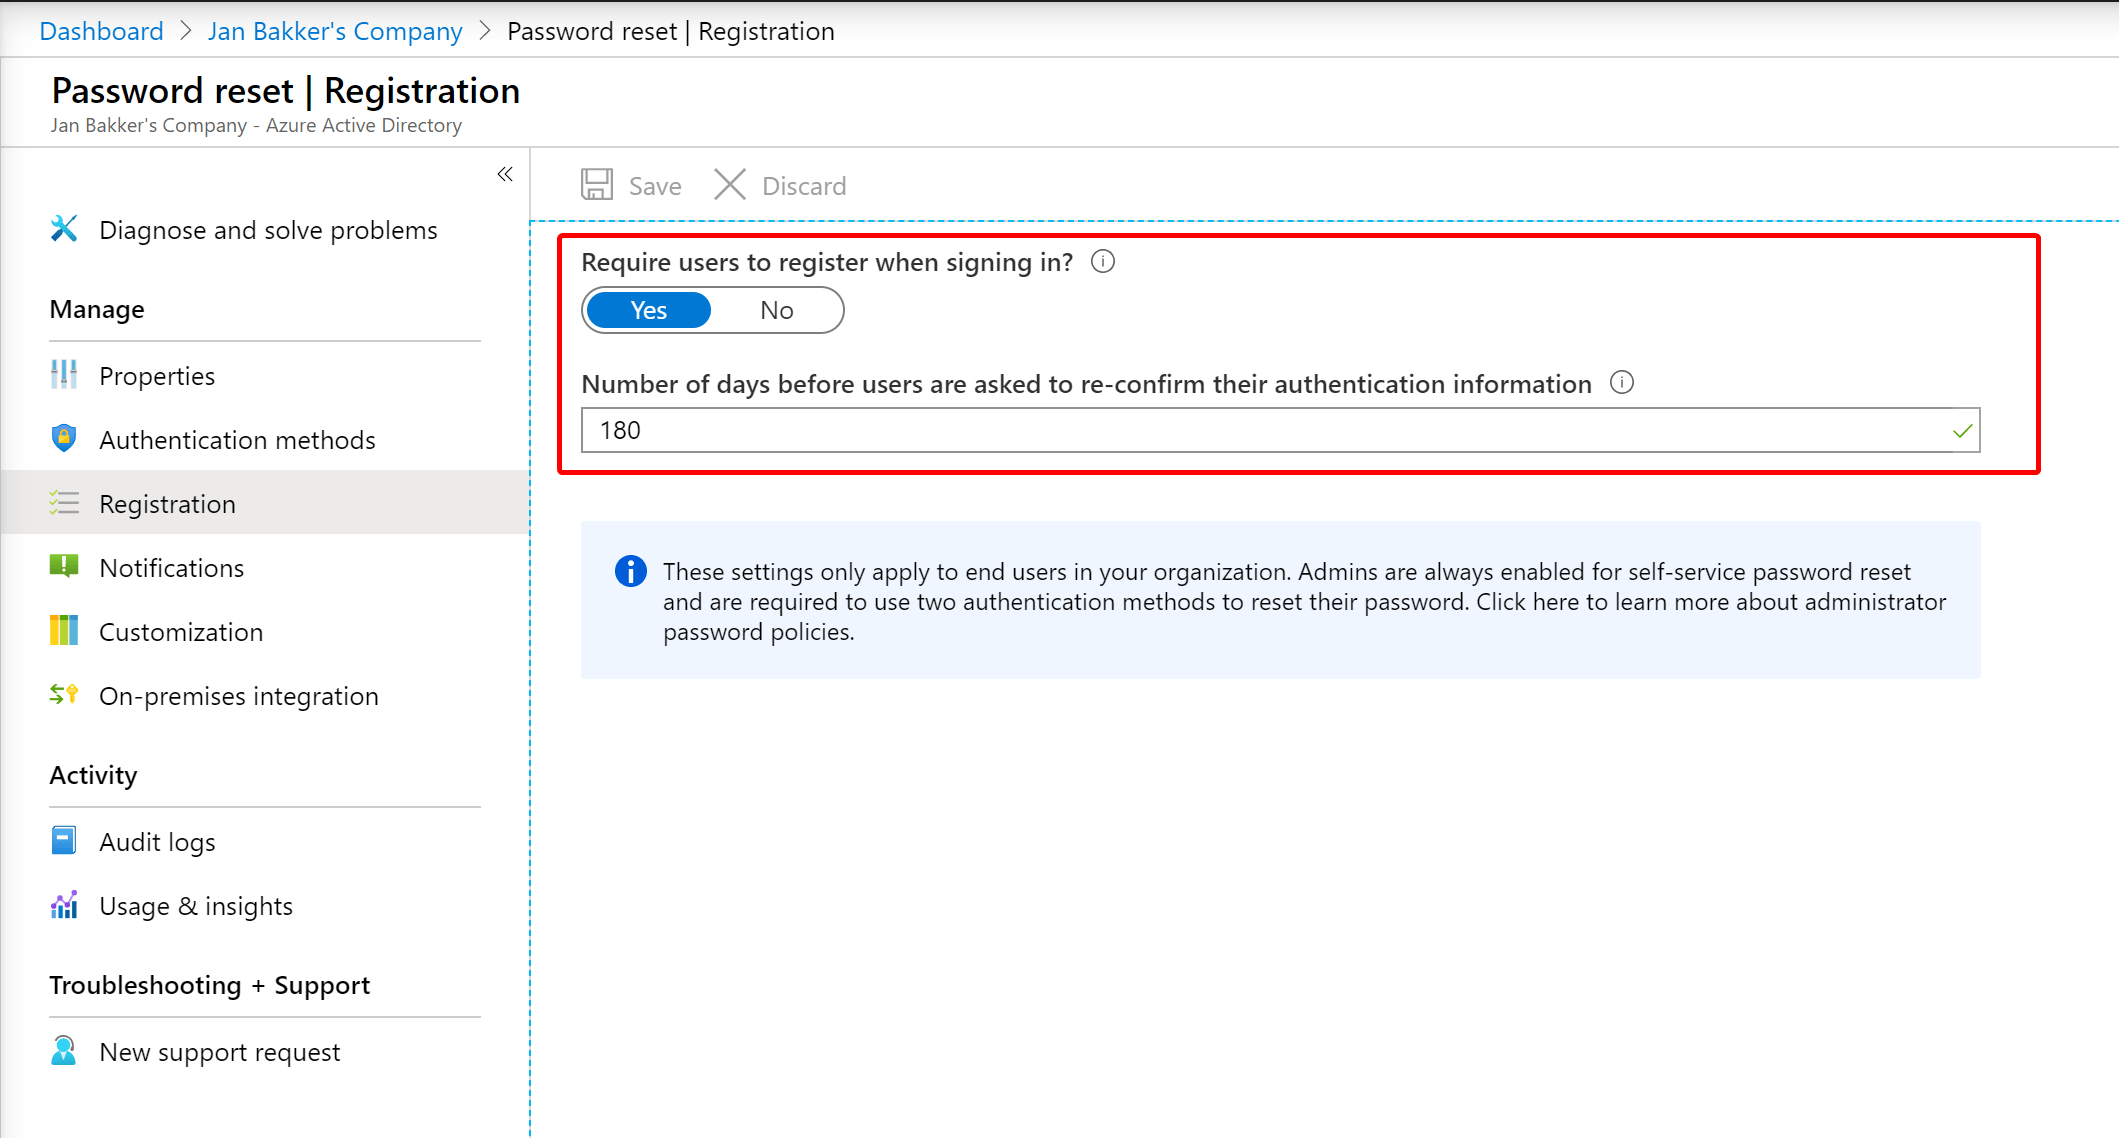 Dashboard > Jan Bakker's Company > Password reset | Registration
Password reset | Registration
Jan Bakker's Company - Azure Active Directory
«
Diagnose and solve problems
Manage
Properties
Authentication methods
Registration
Notifications
Customization
On-premises integration
Activity
Audit logs
Usage & insights
Troubleshooting + Support
New support request
Save Discard
Require users to register when signing in?
Yes No
Number of days before users are asked to re-confirm their authentication information
180
These settings only apply to end users in your organization. Admins are always enabled for self-service password reset
and are required to use two authentication methods to reset their password. Click here to learn more about administrator
password policies.